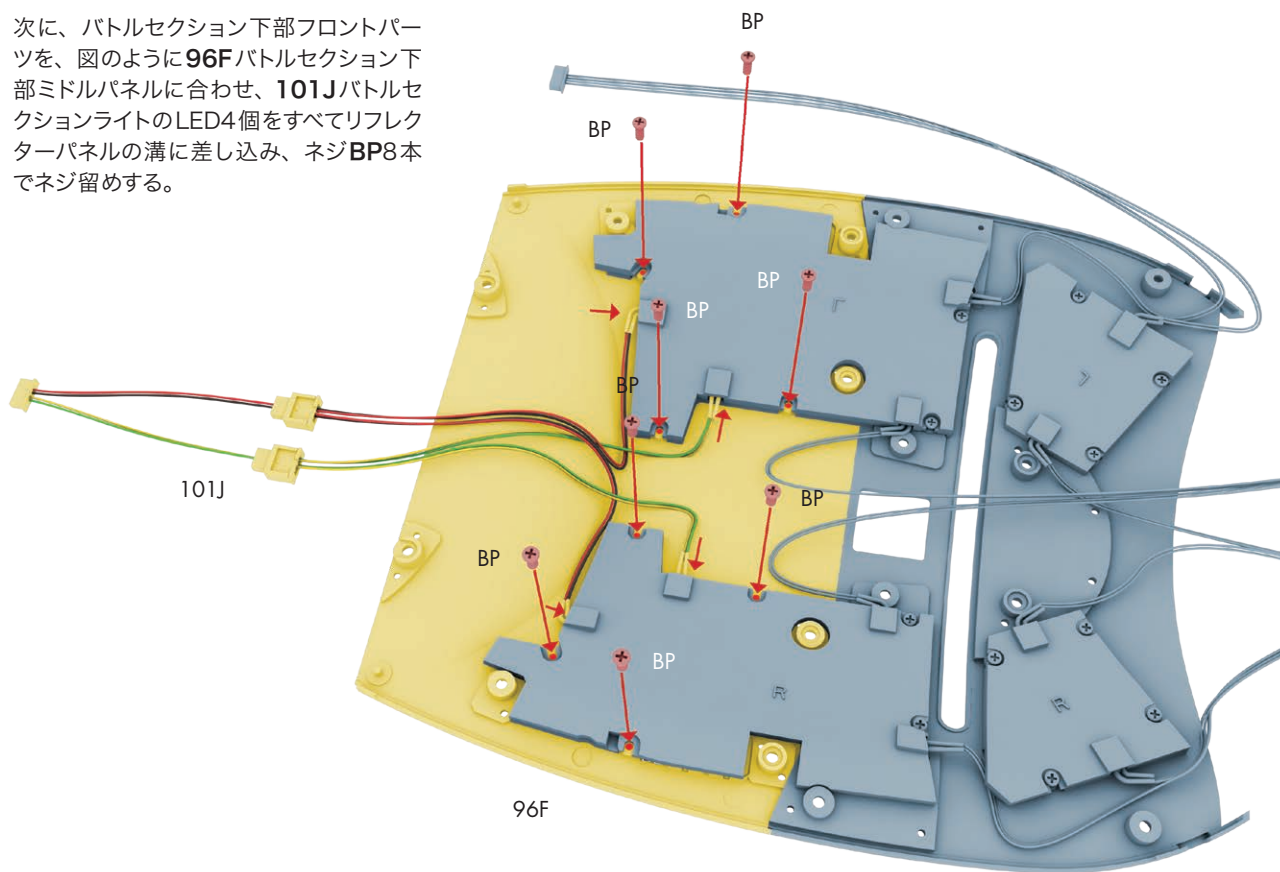 次に、バトルセクション下部フロントパー
ツを、図のように96Fバトルセクション下
部ミドルパネルに合わせ、101Jバトルセ
クションライトのLED4個をすべてリフレク
ターパネルの溝に差し込み、ネジBP8本
でネジ留めする。
BP
BP
BP
BP
BP
L
L
101J
BP
BP
BP
R
R
96F